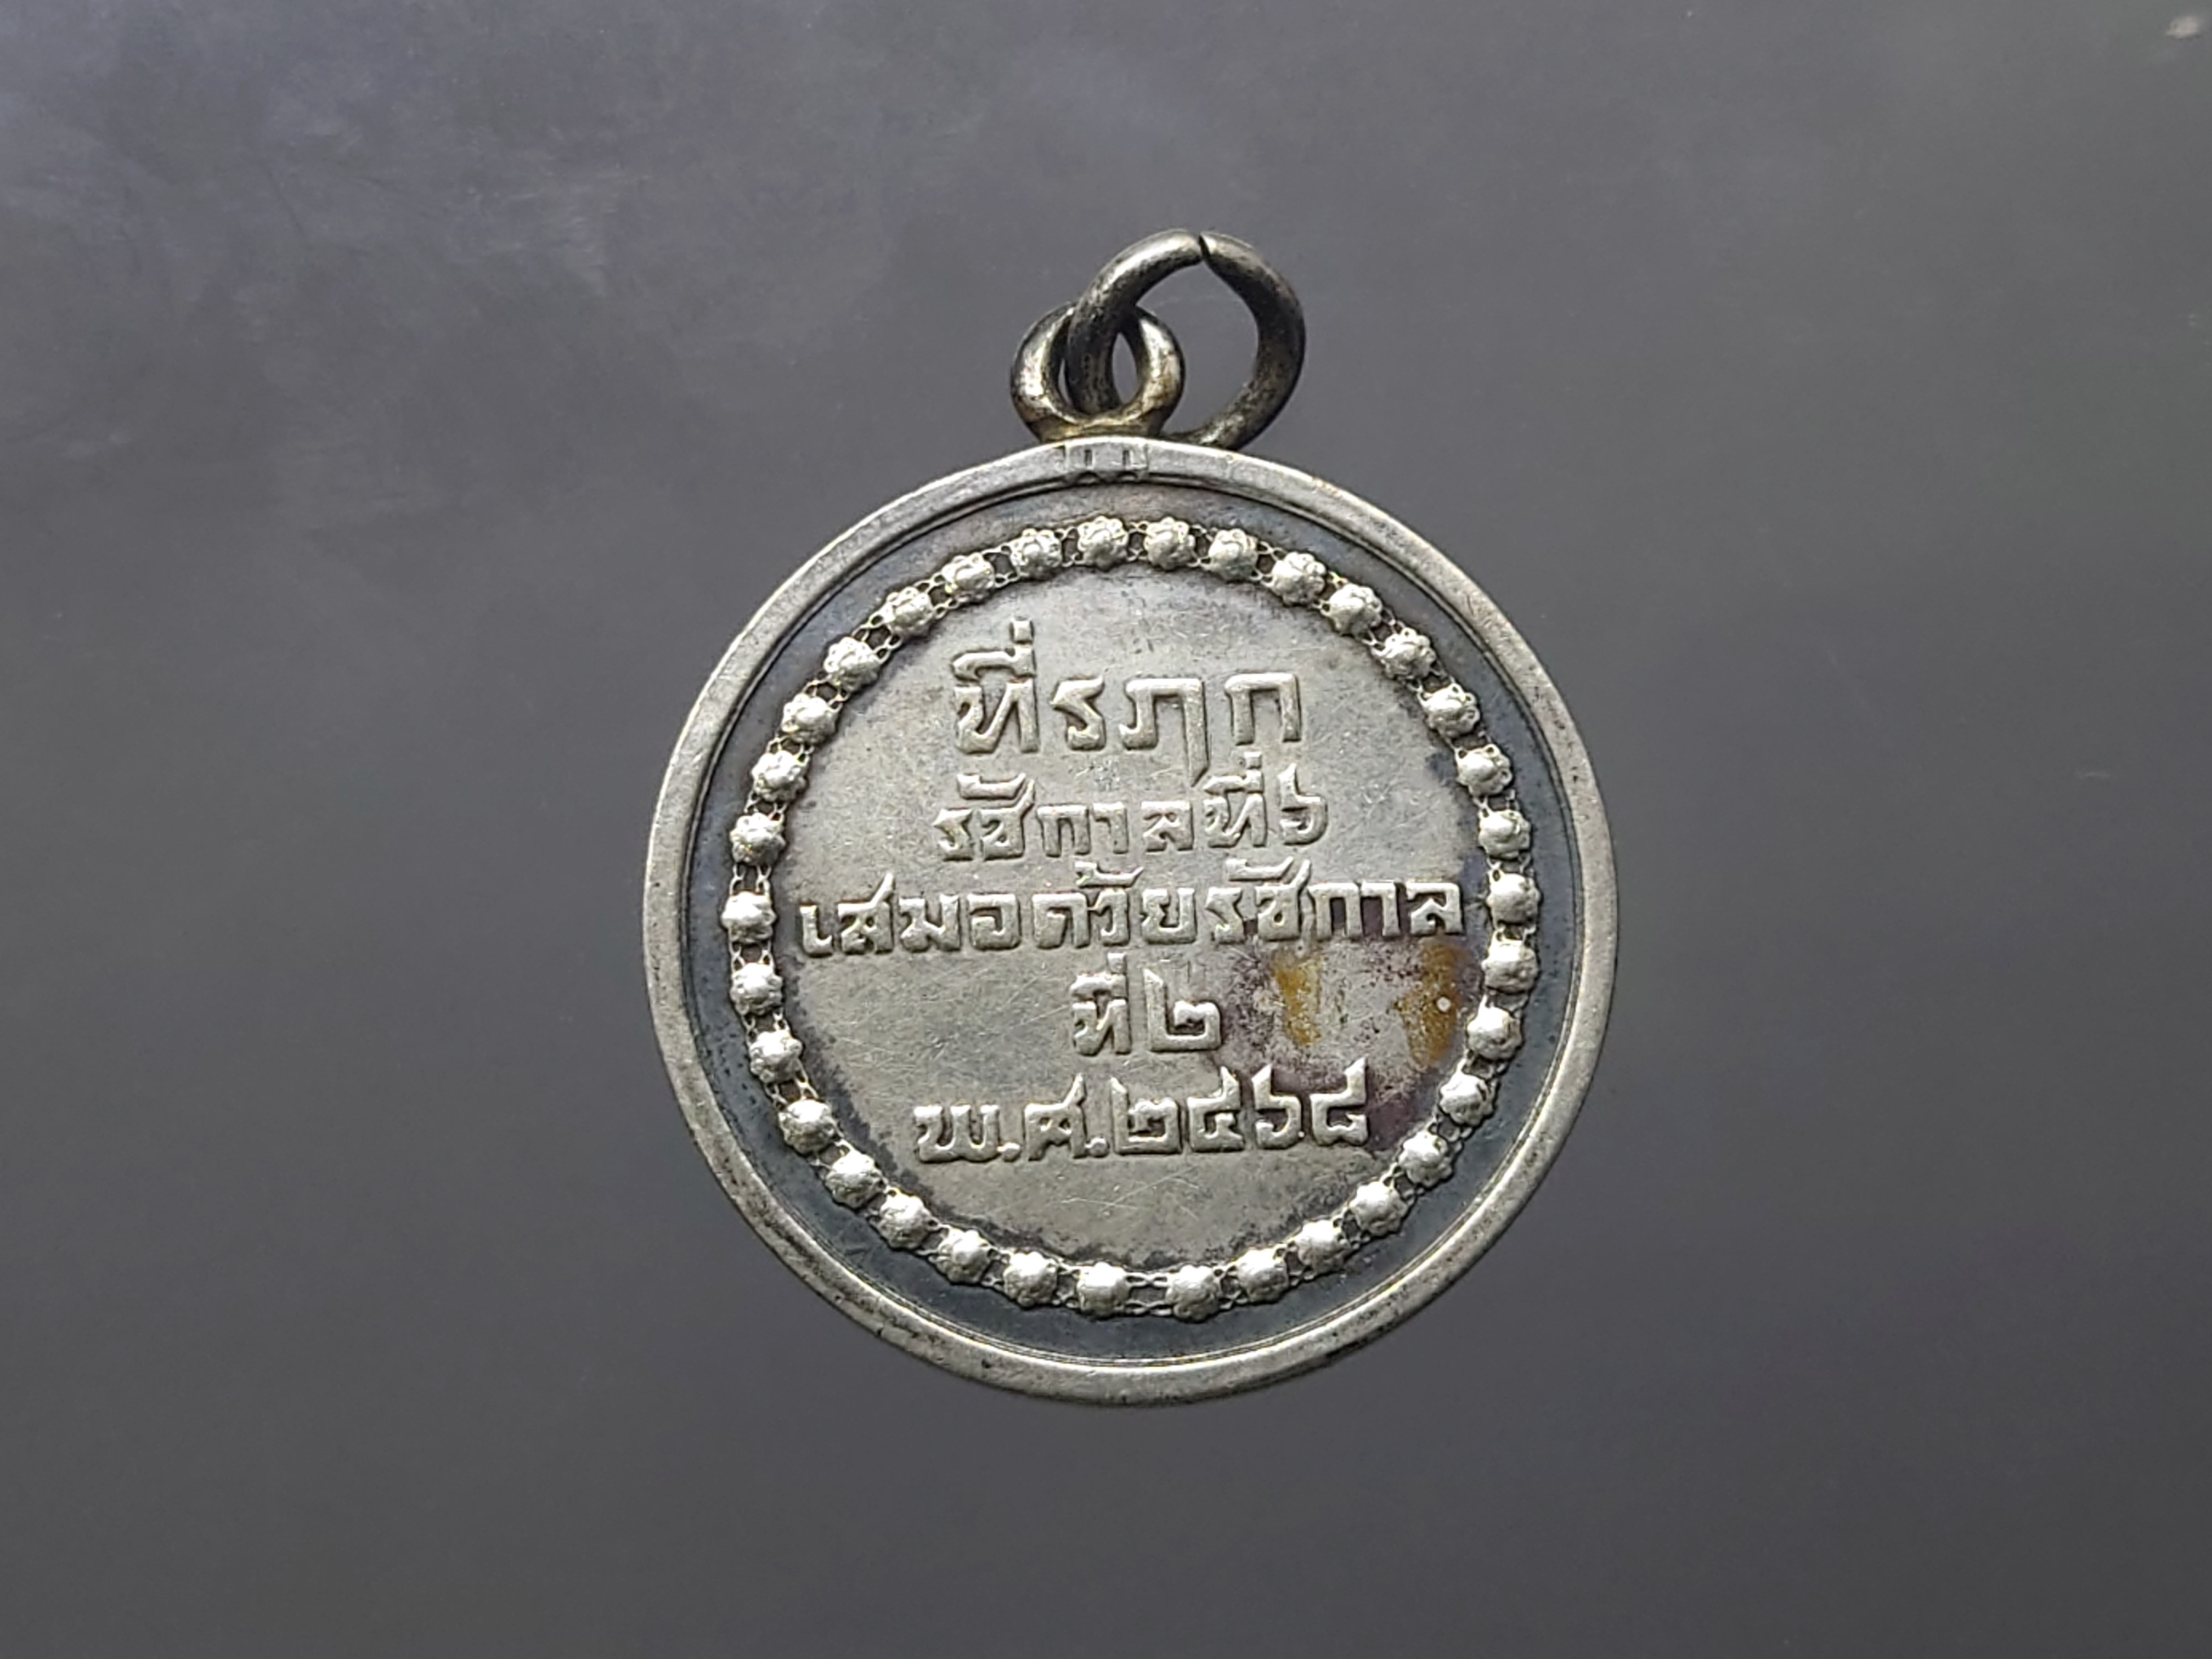 ที่รฦก
รัชกาลที่๖
เสมอด้วยรัชกาล
ที่๒
พ.ศ.๒๔๖๘